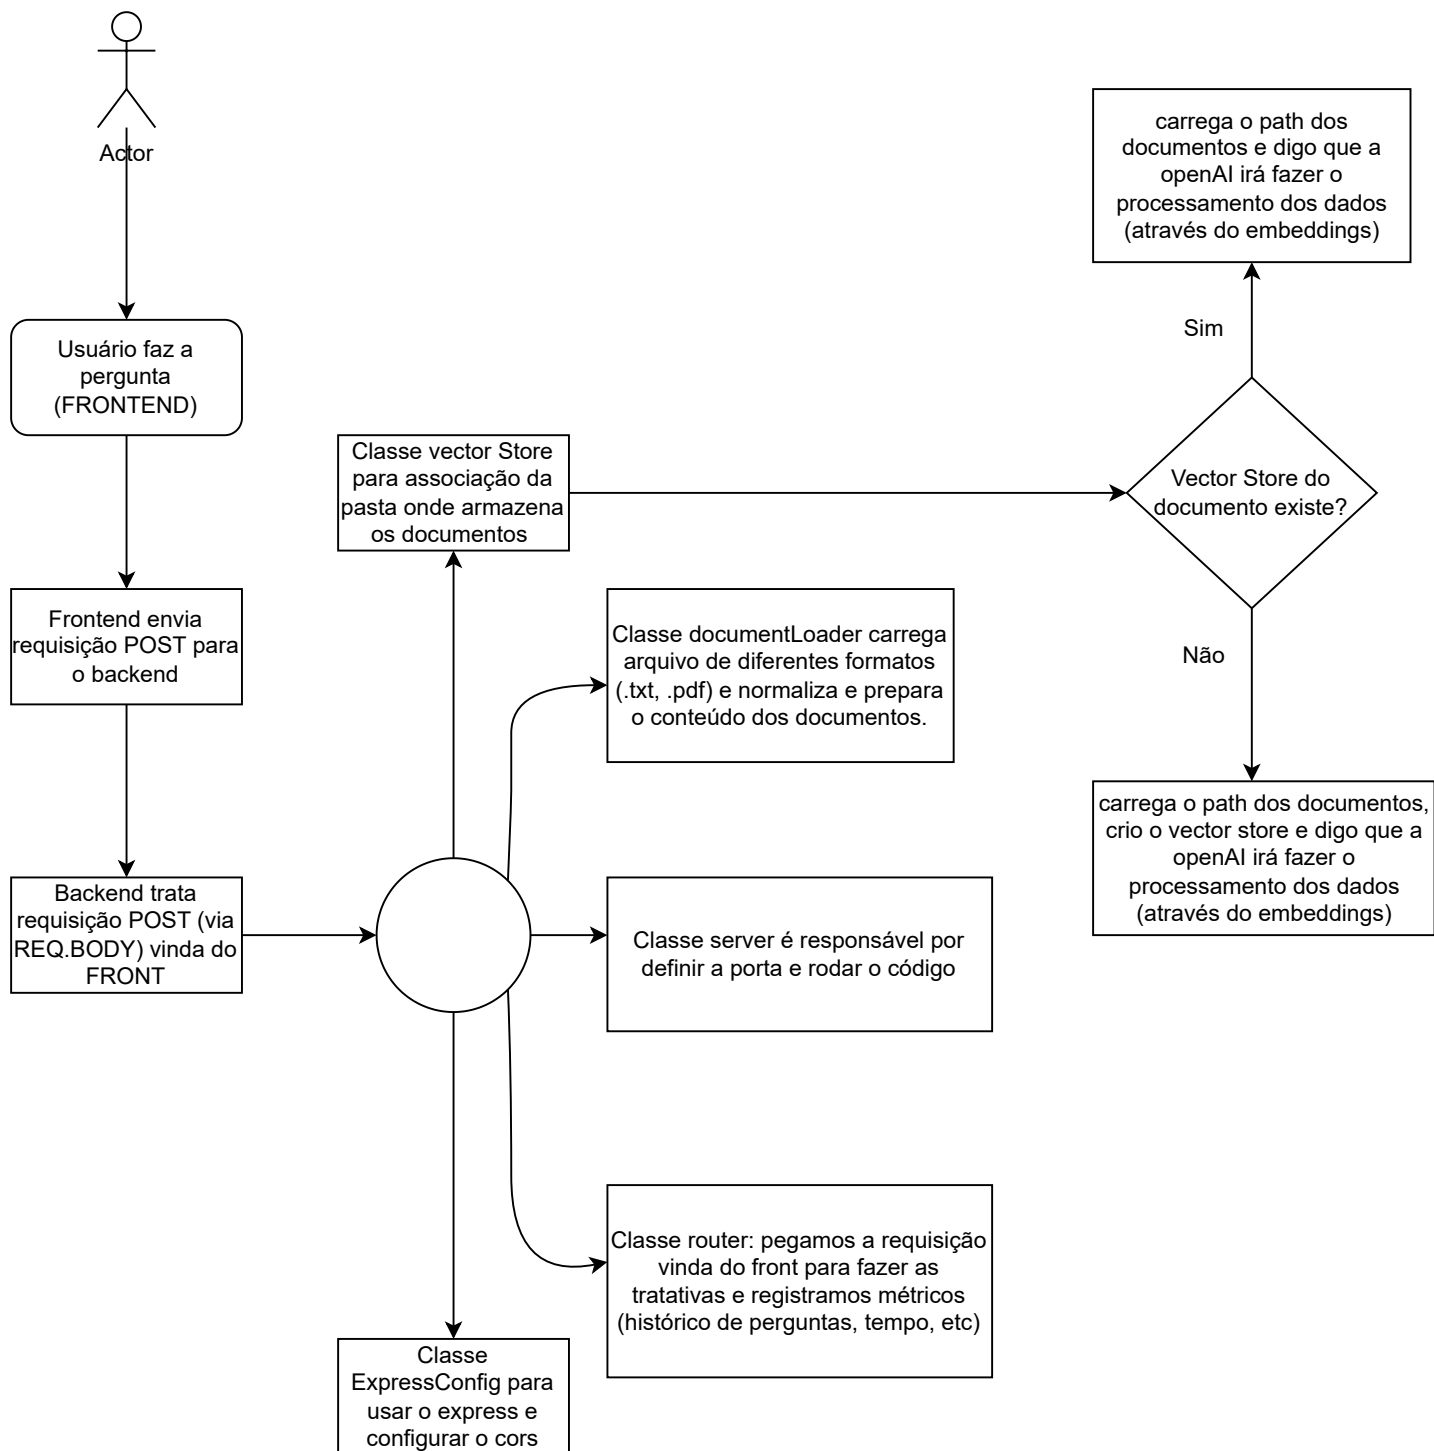 Actor
Usuário faz a
pergunta
(FRONTEND)
Frontend envia
requisição POST para
o backend
Backend trata
requisição POST (via
REQ.BODY) vinda do
FRONT
Classe vector Store
para associação da
pasta onde armazena
os documentos
Classe documentLoader carrega
arquivo de diferentes formatos
(.txt, .pdf) e normaliza e prepara
o conteúdo dos documentos.
Classe server é responsável por
definir a porta e rodar o código
Classe router: pegamos a requisição
vinda do front para fazer as
tratativas e registramos métricos
(histórico de perguntas, tempo, etc)
Classe
ExpressConfig para
usar o express e
configurar o cors
carrega o path dos
documentos e digo que a
openAI irá fazer o
processamento dos dados
(através do embeddings)
Sim
Vector Store do
documento existe?
Não
carrega o path dos documentos,
crio o vector store e digo que a
openAI irá fazer o
processamento dos dados
(através do embeddings)